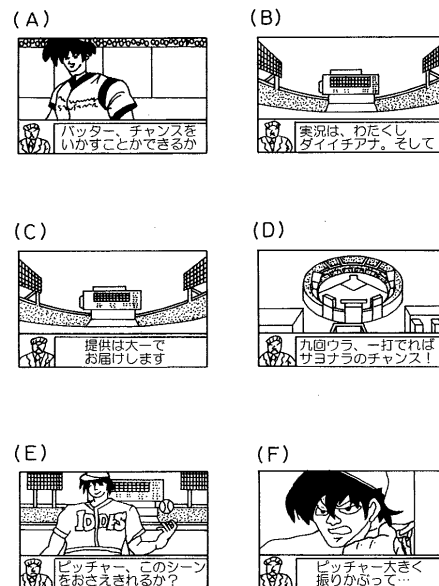 (A)
バッター、チャンスを
いかすことかできるか
(B)
実況は、わたくし
ダイイチアナ。そして
(C)
提供は大一で
お届けします
(D)
九回ウラ、一打でれば
サヨナラのチャンス!
(E)
IDDIS
ピッチャー、このシーン
をおさえきれるか?
(F)
ピッチャー大きく
振りかぶって…